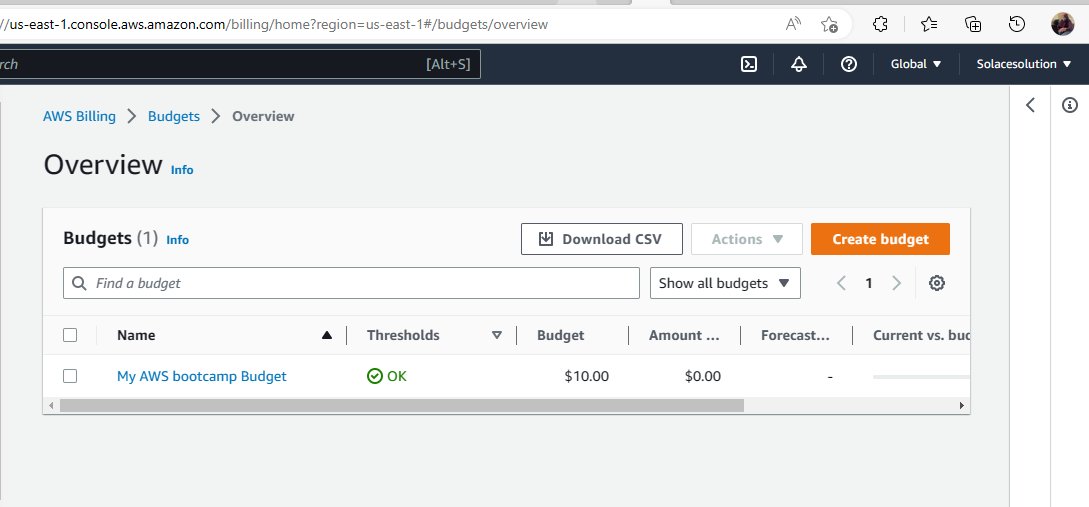 //us-east-1.console.aws.amazon.com/billing/home?region=us-east-1#/budgets/overview
rch [Alt+S] Global Solacesolution
AWS Billing Budgets Overview
Overview Info
Budgets (1) Info Download CSV Actions Create budget
Find a budget Show all budgets 1
Name Thresholds Budget Amount ... Forecast... Current vs. bud
My AWS bootcamp Budget OK $10.00 $0.00 -